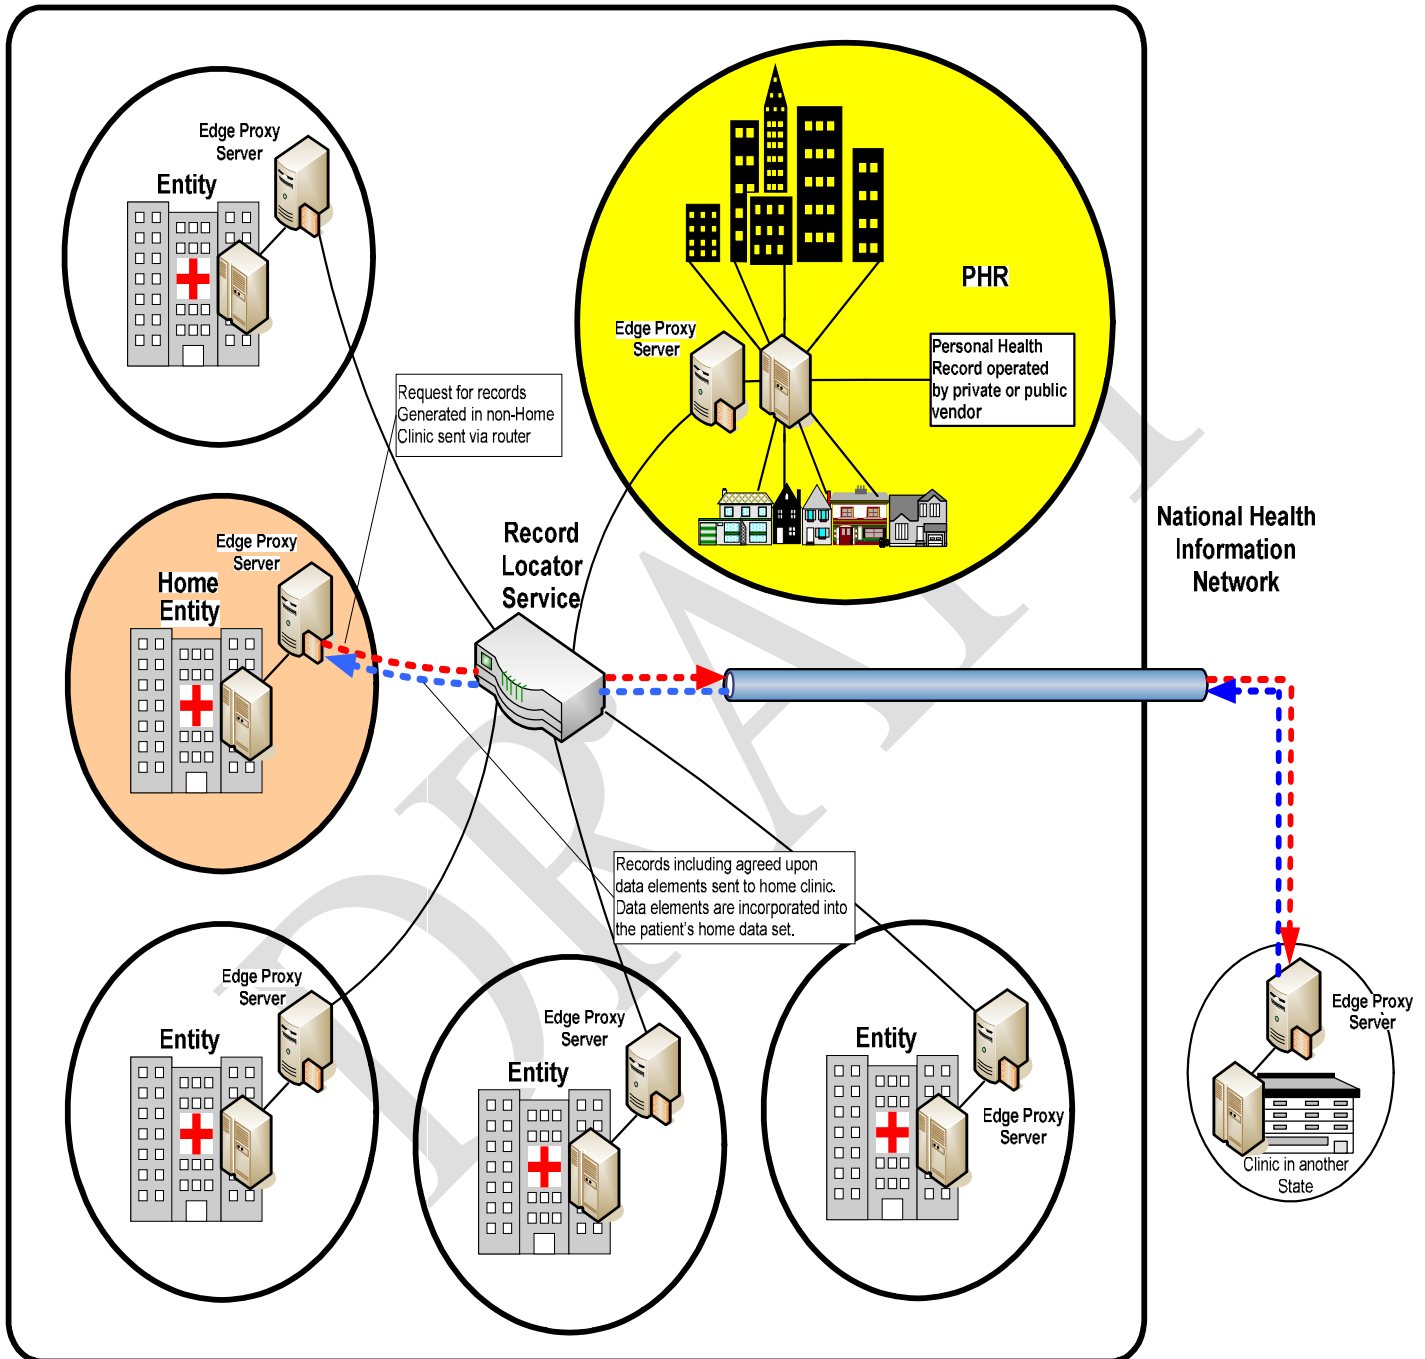 Edge Proxy
Server
Entity
PHR
Edge Proxy
Server
Personal Health
Record operated
by private or public
vendor
Request for records
Generated in non-Home
Clinic sent via router
Edge Proxy
Server
Home
Entity
Record
Locator
Service
National Health
Information
Network
Records including agreed upon
data elements sent to home clinic.
Data elements are incorporated into
the patient's home data set.
Edge Proxy
Server
Entity
Edge Proxy
Server
Entity
Entity
Edge Proxy
Server
Edge Proxy
Server
Clinic in another
State
DRAFT